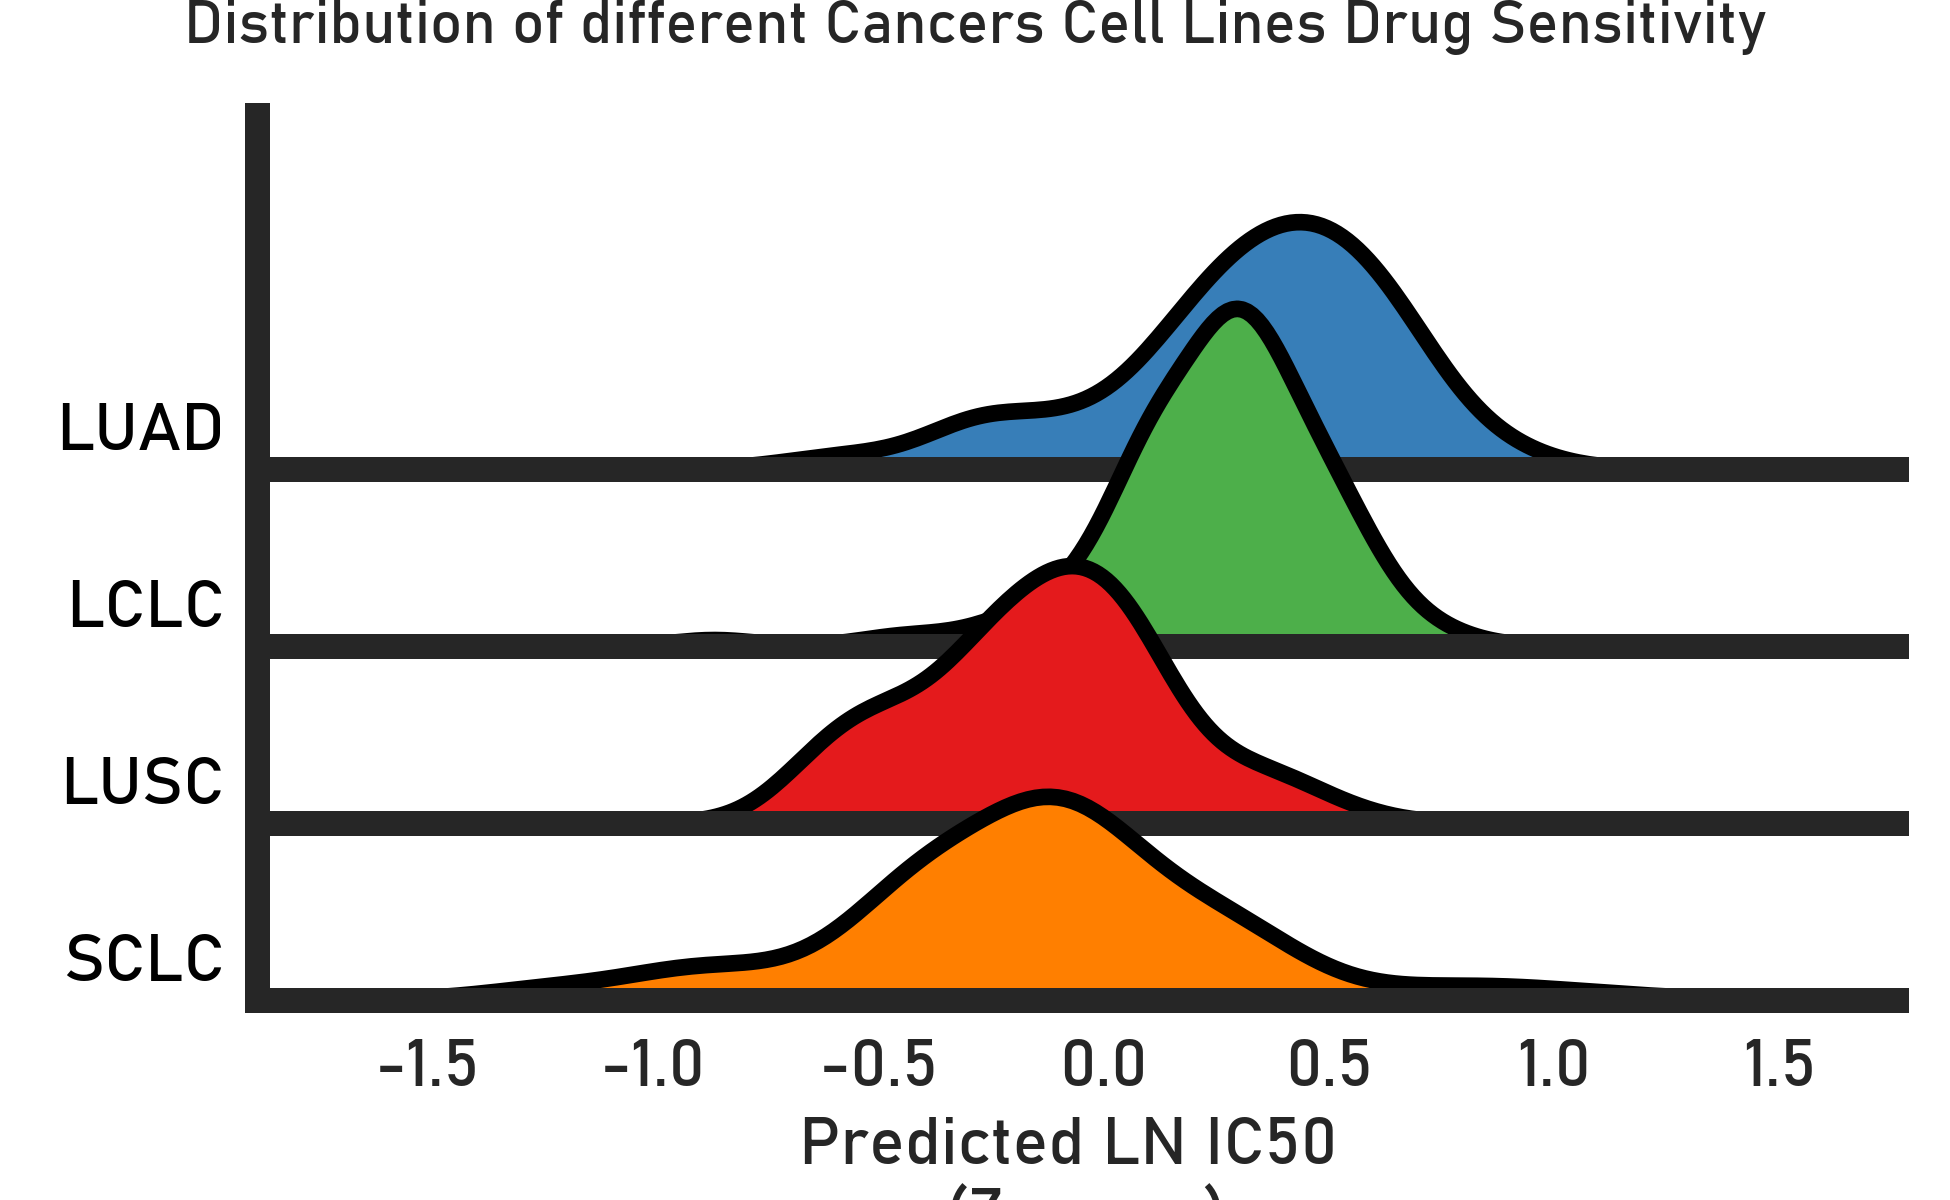 Distribution of different Cancers Cell Lines Drug Sensitivity
LUAD
LCLC
LUSC
SCLC
-1.5 -1.0 -0.5 0.0 0.5 1.0 1.5
Predicted LN IC50